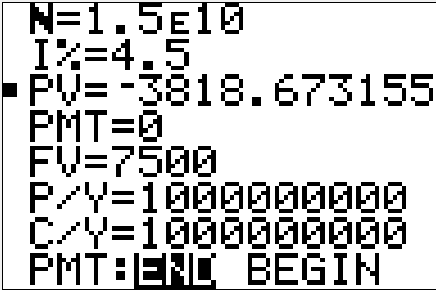 N=1.5E10
I%=4.5
PV=-3818.673155
PMT=0
FV=7500
P/Y=1000000000
C/Y=1000000000
PMT:END BEGIN